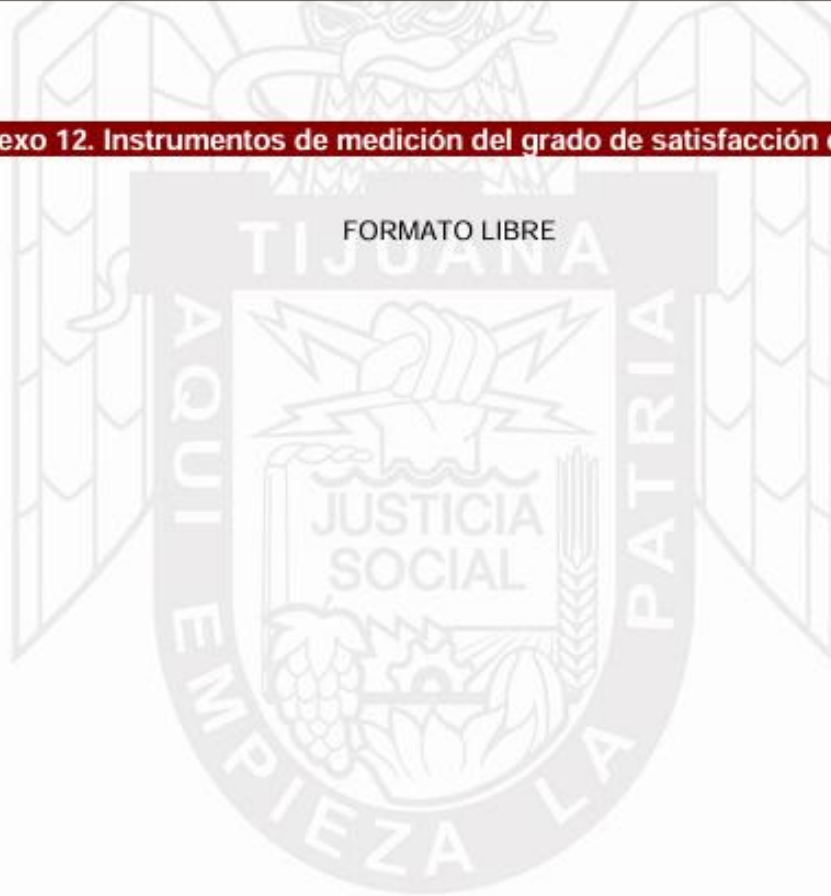 exo 12. Instrumentos de medición del grado de satisfacción
FORMATO LIBRE
TIJUANA
AQUI EMPIEZA LA PATRIA
JUSTICIA
SOCIAL